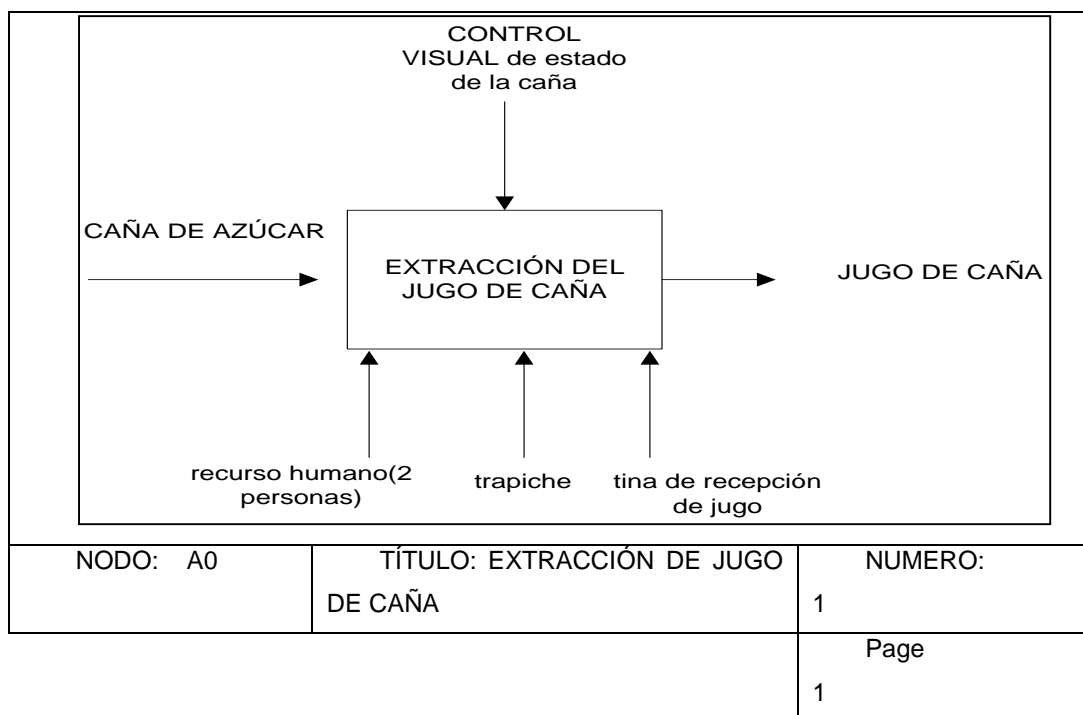 CONTROL
VISUAL de estado
de la caña
CAÑA DE AZÚCAR
EXTRACCIÓN DEL
JUGO DE CAÑA
JUGO DE CAÑA
recurso humano(2
personas)
trapiche
tina de recepción
de jugo
NODO: A0
TÍTULO: EXTRACCIÓN DE JUGO
DE CAÑA
NUMERO:
1
Page
1